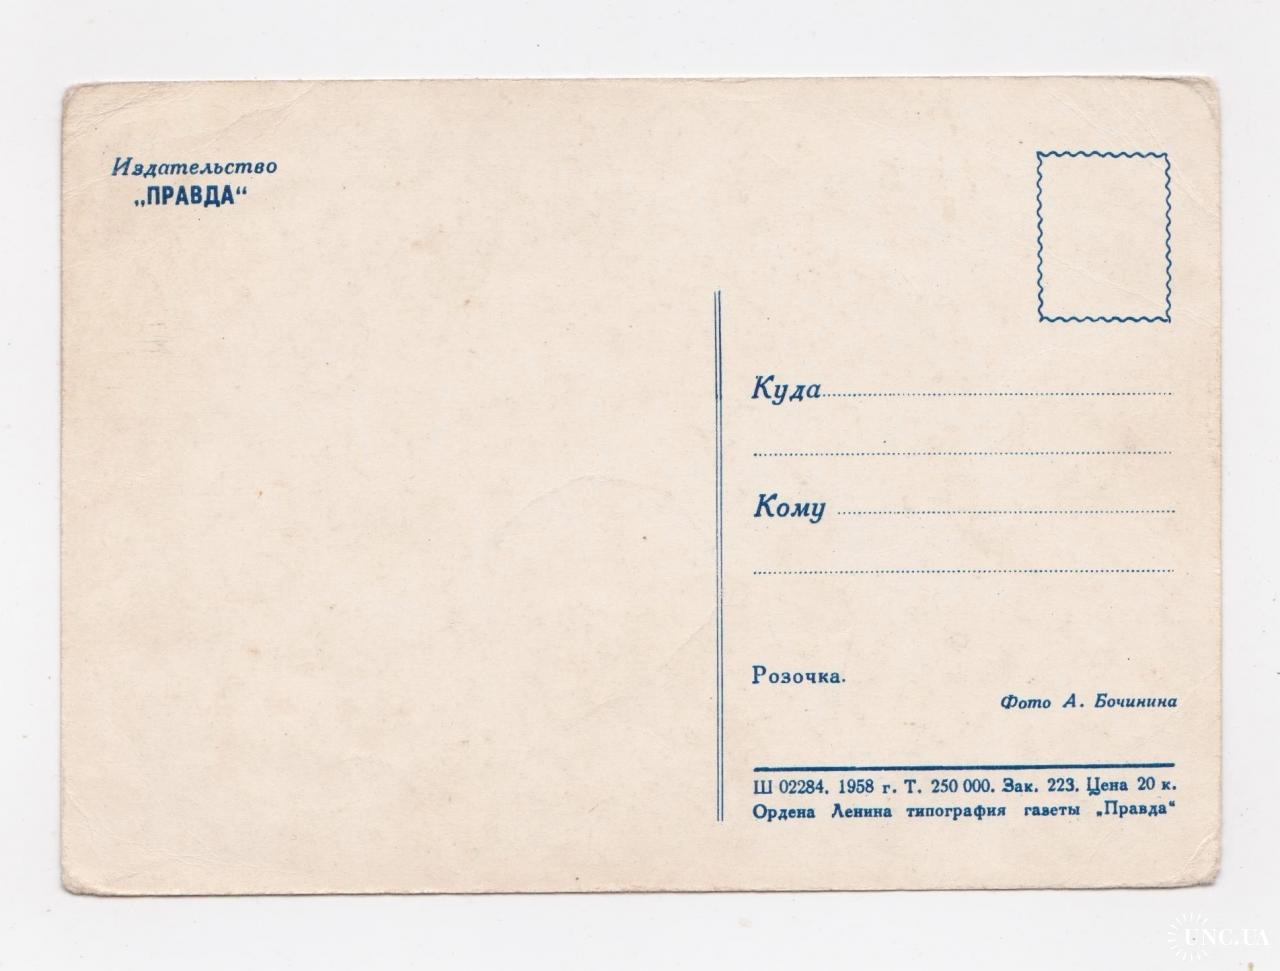 Издательство
„ПРАВДА“
Куда
Кому
Розочка.
Фото А. Бочинина
Ш 02284. 1958 г. Т. 250 000. Зак. 223. Цена 20 к.
Ордена Ленина типография газеты „Правда“
UNC.UA